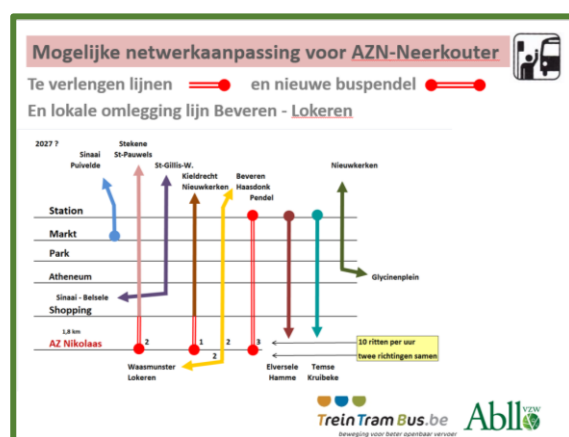 Mogelijke netwerkaanpassing voor AZN-Neerkouter
Te verlengen lijnen en nieuwe buspendel
En lokale omlegging lijn Beveren - Lokeren
2027 ?
Sinaai
Puivelde
Stekene
St-Pauwels
St-Gillis-W.
Kieldrecht
Nieuwkerken
Beveren
Haasdonk
Pendel
Nieuwkerken
Station
Markt
Park
Atheneum
Glycinenplein
Sinaai - Belsele
Shopping
1,8 km
AZ Nikolaas
2
1
2
3
2
10 ritten per uur
twee richtingen samen
Waasmunster
Lokeren
Elversele
Hamme
Temse
Kruibeke
TreinTramBus.be
beweging voor beter openbaar vervoer
Abllo vzw